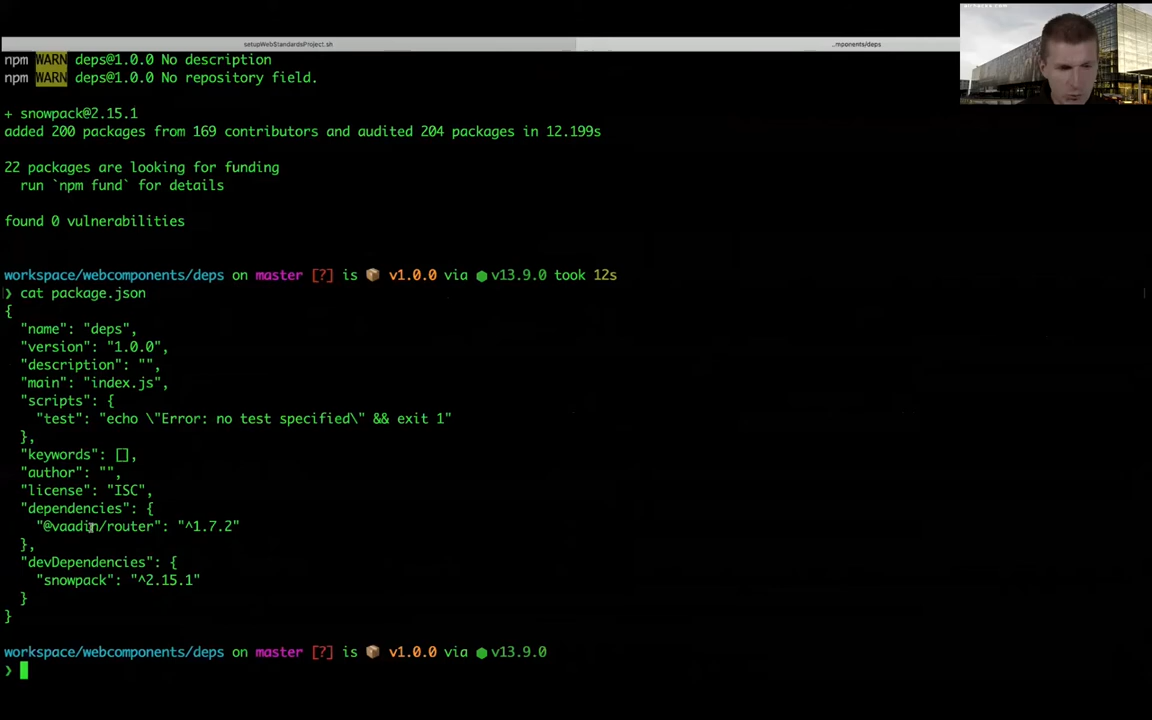 setupWebStandardsProject.sh
...mponents/deps
npm WARN deps@1.0.0 No description
npm WARN deps@1.0.0 No repository field.
+ snowpack@2.15.1
added 200 packages from 169 contributors and audited 204 packages in 12.199s
22 packages are looking for funding
run `npm fund` for details
found 0 vulnerabilities
workspace/webcomponents/deps on master [?] is 📦 v1.0.0 via ⬢ v13.9.0 took 12s
❯ cat package.json
{
"name": "deps",
"version": "1.0.0",
"description": "",
"main": "index.js",
"scripts": {
"test": "echo \"Error: no test specified\" && exit 1"
},
"keywords": [],
"author": "",
"license": "ISC",
"dependencies": {
"@vaadin/router": "^1.7.2"
},
"devDependencies": {
"snowpack": "^2.15.1"
}
}
workspace/webcomponents/deps on master [?] is 📦 v1.0.0 via ⬢ v13.9.0
❯